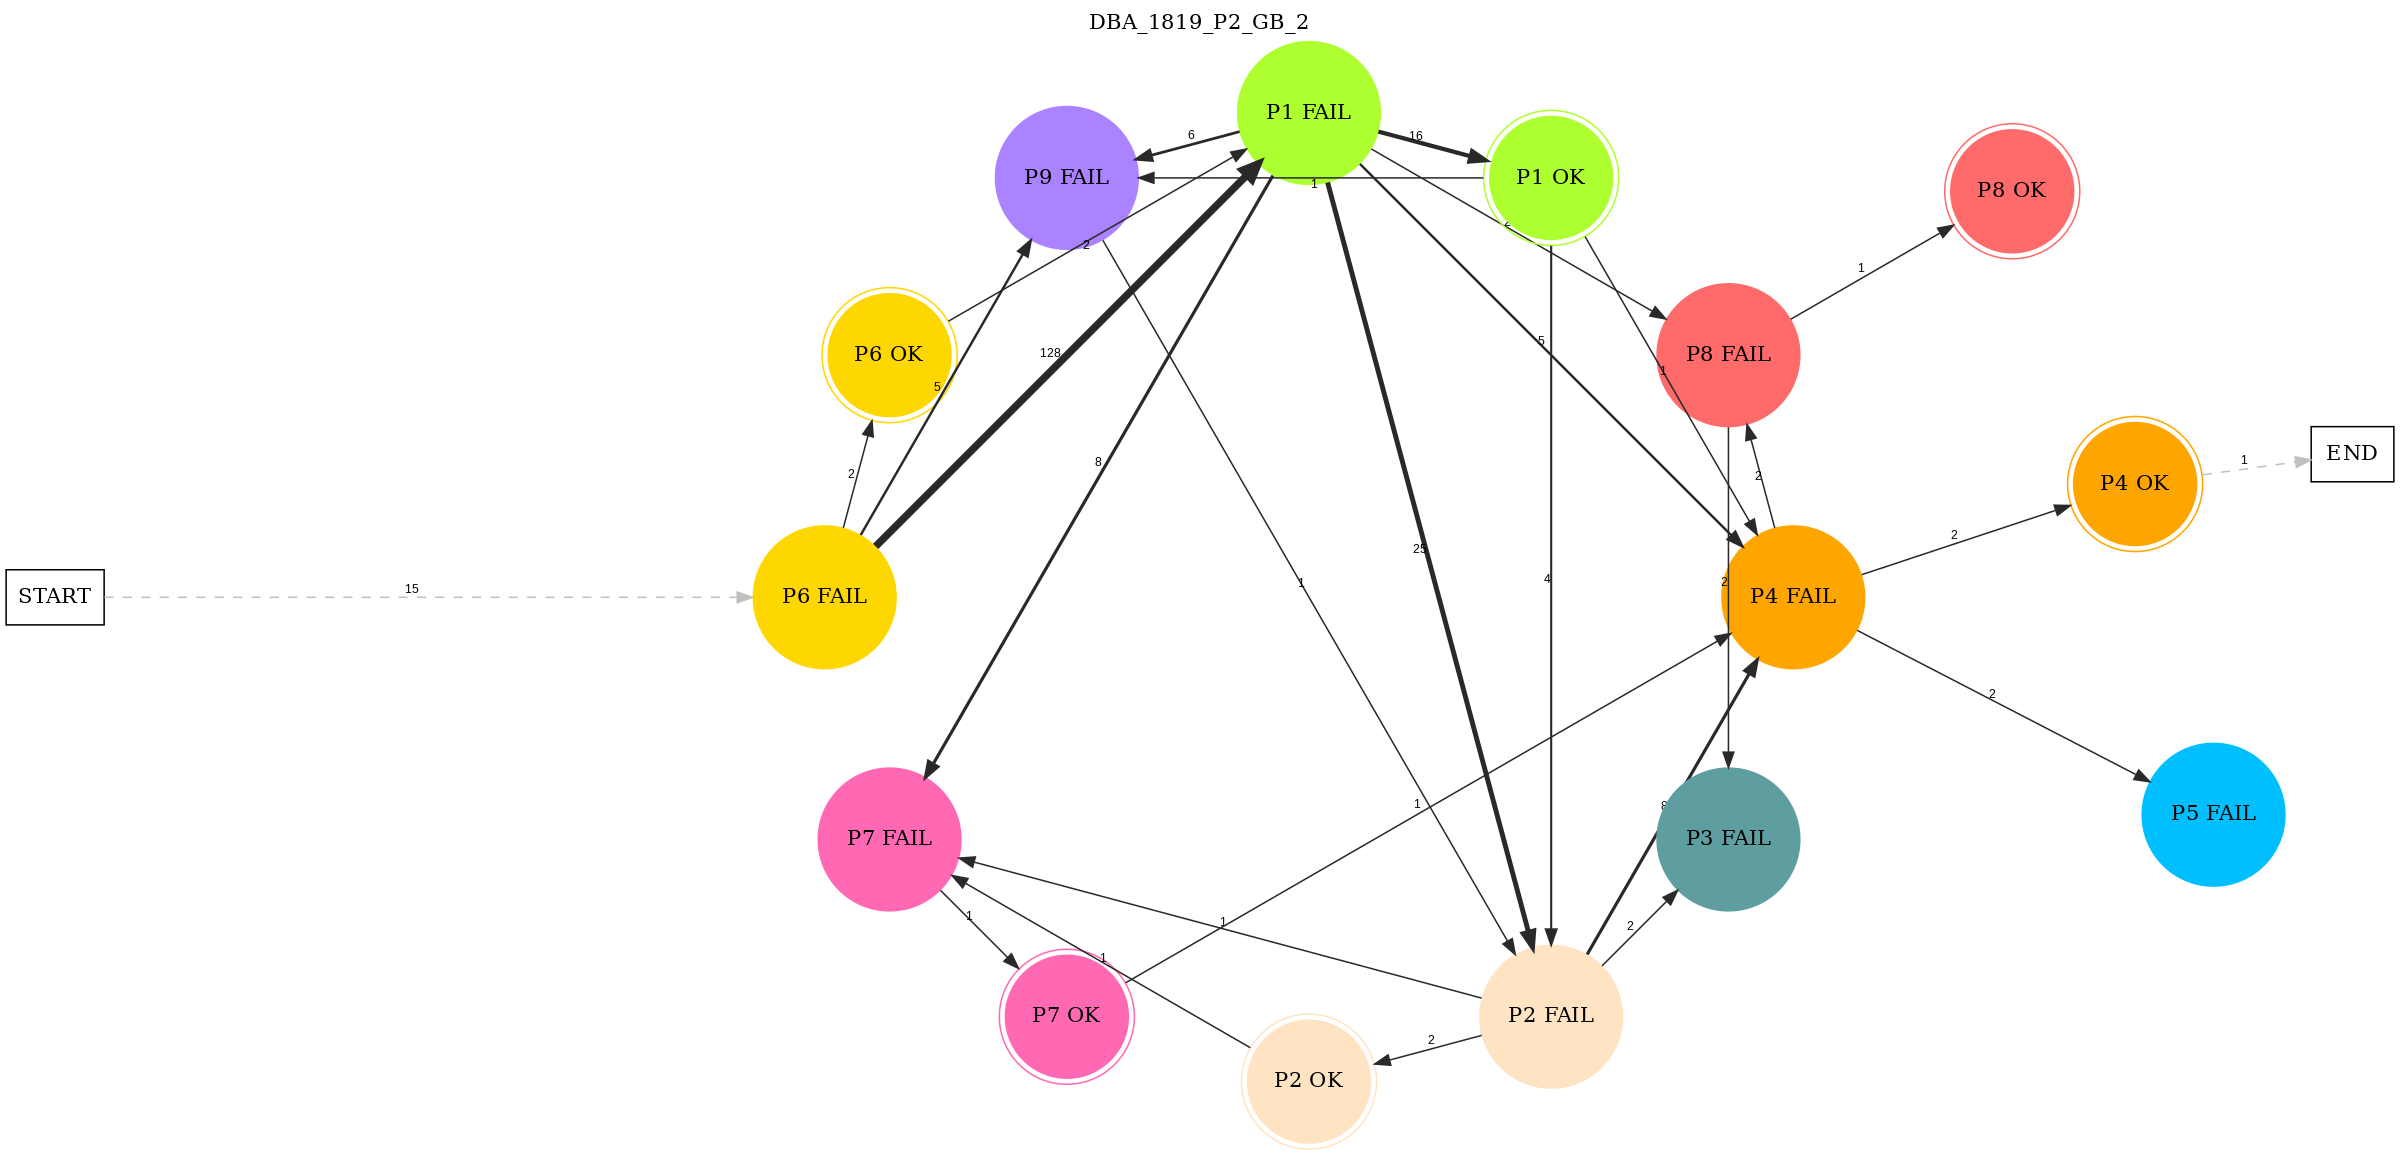 DBA_1819_P2_GB_2
P1 FAIL
6
16
P9 FAIL
P1 OK
1
P8 OK
2
1
P6 OK
128
5
5
P8 FAIL
1
8
2
2
P4 OK
1
END
START
15
P6 FAIL
25
1
4
2
P4 FAIL
2
2
1
P7 FAIL
P3 FAIL
P5 FAIL
1
1
2
1
P7 OK
P2 FAIL
2
P2 OK